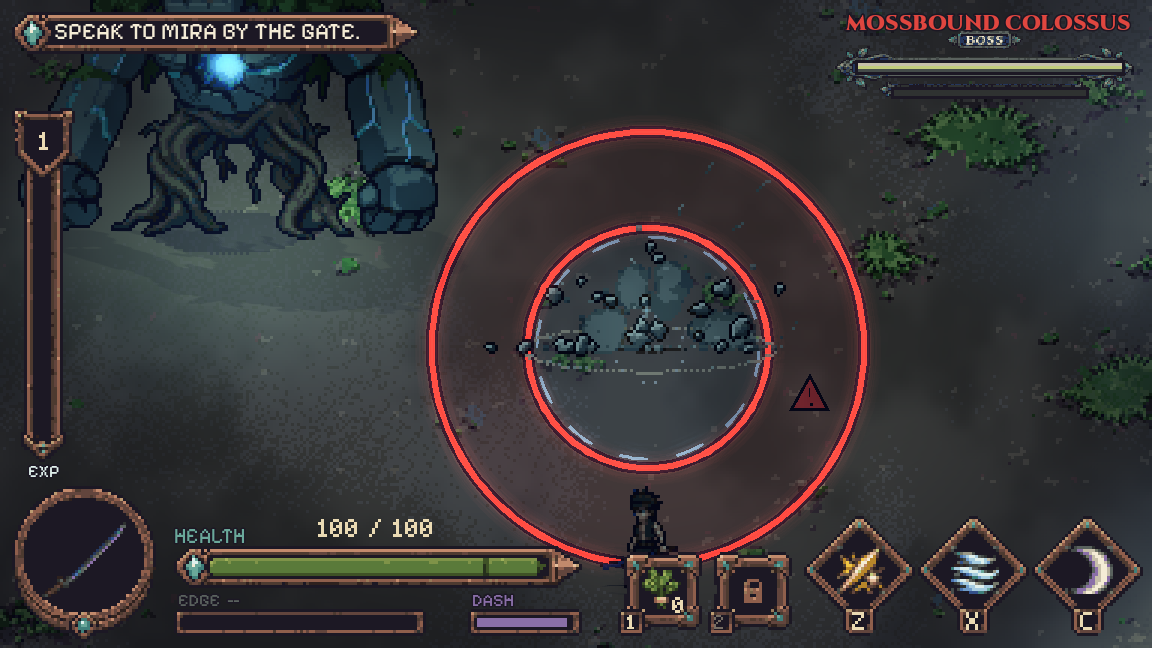 SPEAK TO MIRA BY THE GATE.
MOSSBOUND COLOSSUS
BOSS
1
EXP
HEALTH
100 / 100
EDGE --
DASH
0
1
2
Z
X
C